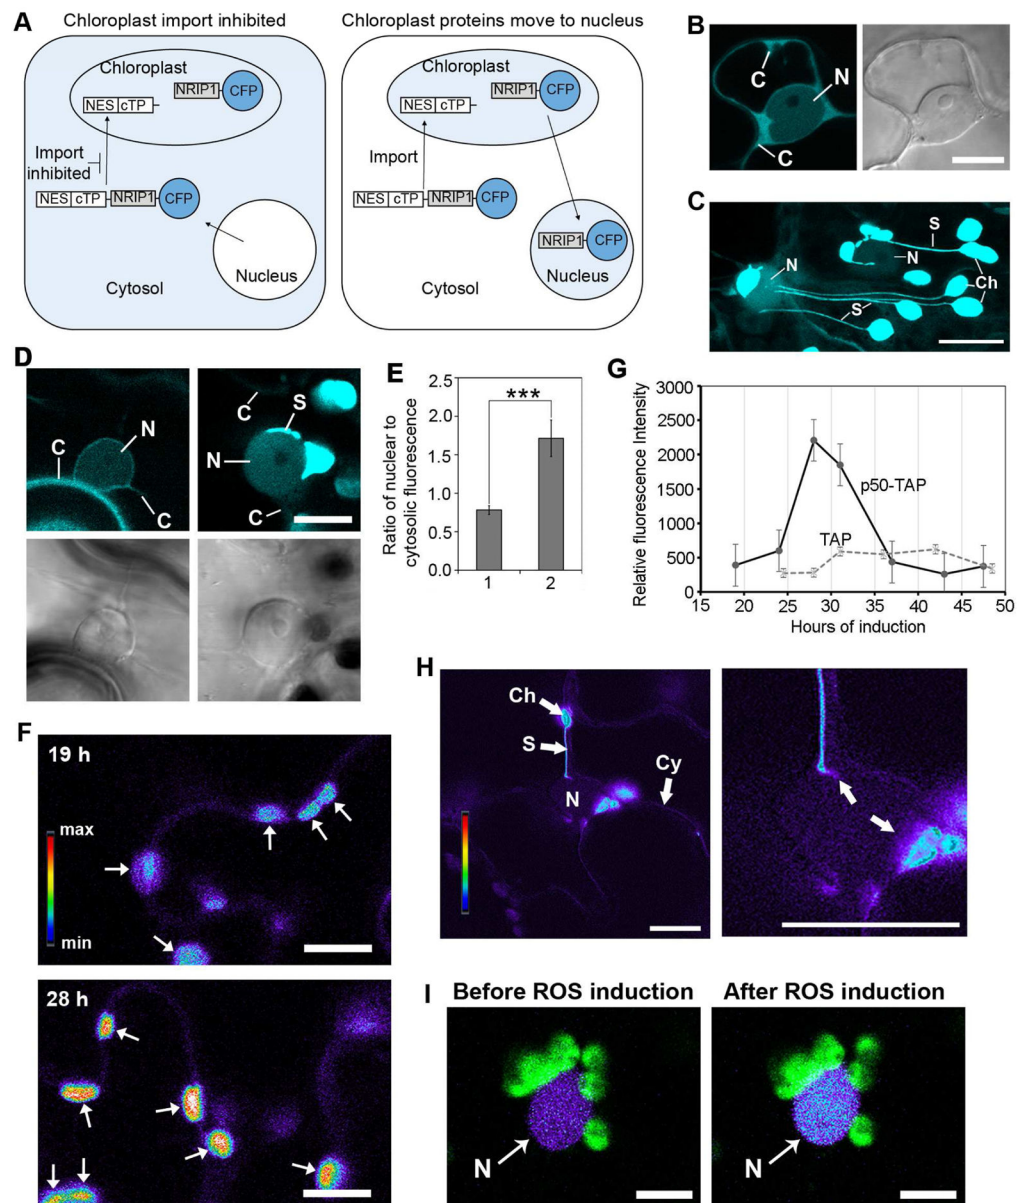 A
Chloroplast import inhibited
Chloroplast
NRIP1
CFP
NES cTP
Import
inhibited
NES cTP NRIP1 CFP
Nucleus
Cytosol
Chloroplast proteins move to nucleus
Chloroplast
NRIP1
CFP
NES cTP
Import
NES cTP NRIP1 CFP
NRIP1 CFP
Nucleus
Cytosol
B
C
N
C
C
S
N
N
Ch
S
D
N
C
C
C
S
N
C
E
Ratio of nuclear to
cytosolic fluorescence
2.5
2.0
1.5
1.0
0.5
0.0
***
1 2
G
Relative fluorescence Intensity
3000
2500
2000
1500
1000
500
0
p50-TAP
TAP
15 20 25 30 35 40 45 50
Hours of induction
F
19 h
max
min
28 h
H
Ch
S
Cy
N
I
Before ROS induction
N
After ROS induction
N